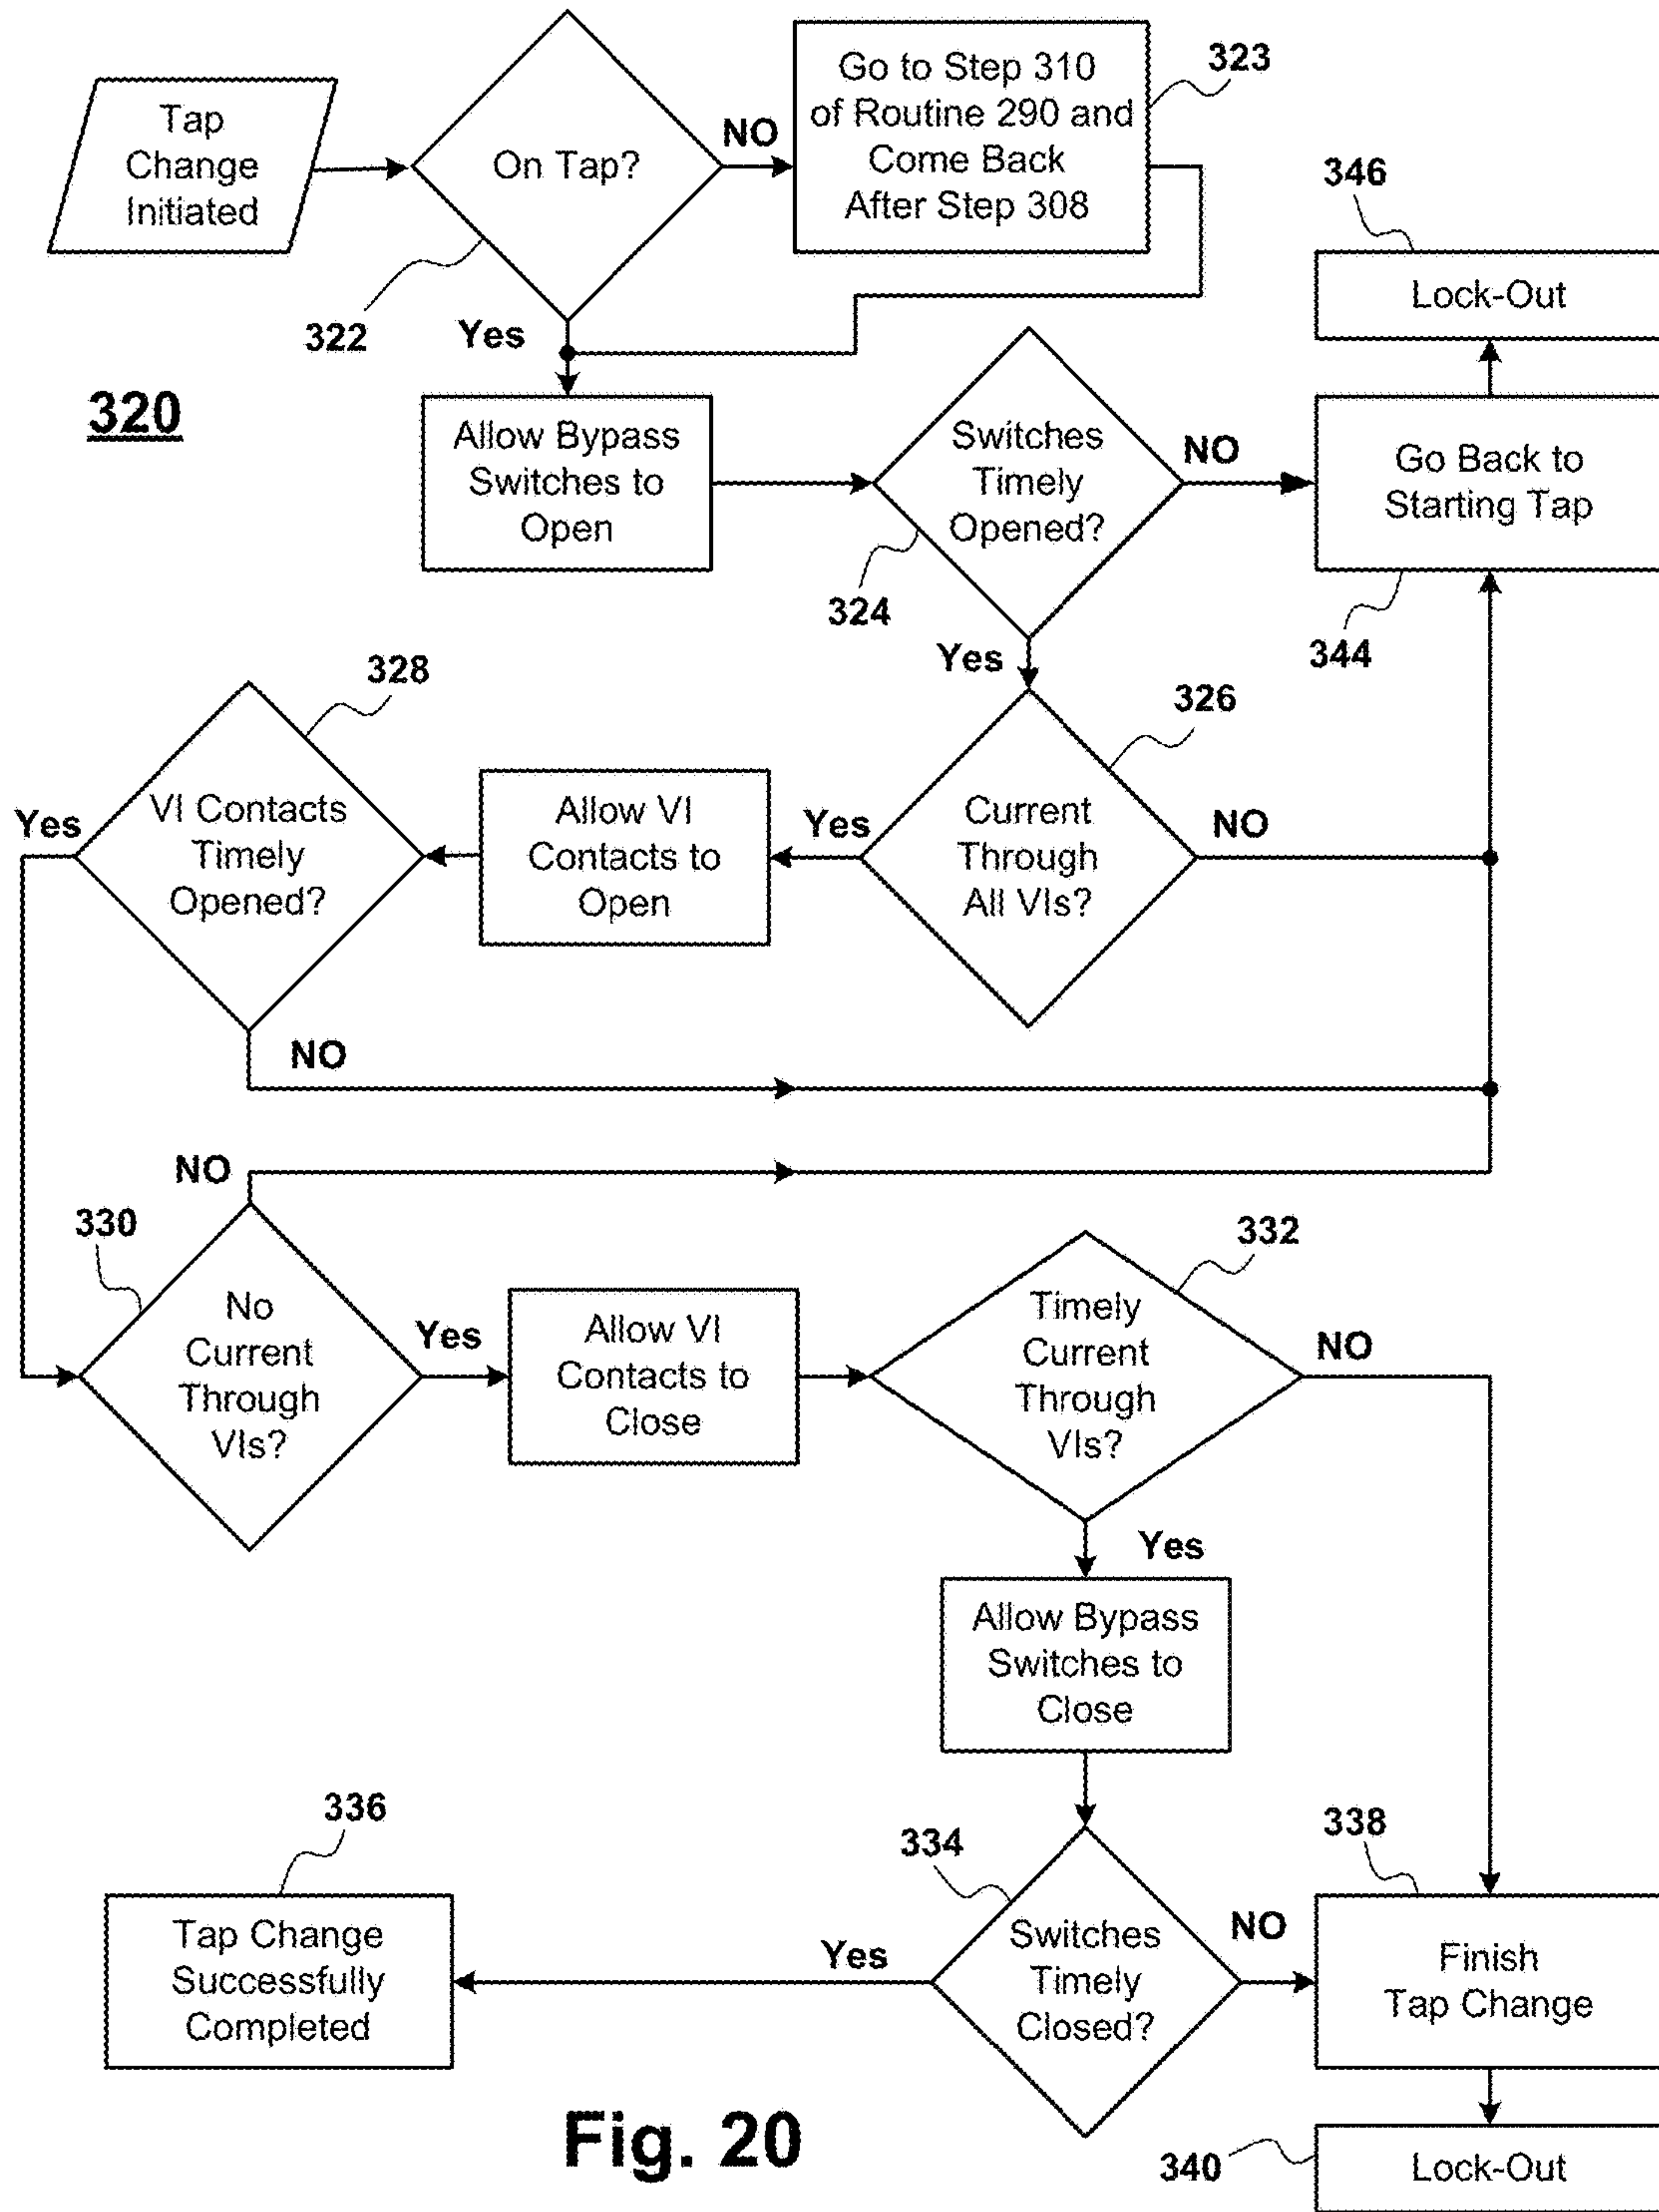 Tap
Change
Initiated
On Tap?
322
NO
Go to Step 310
of Routine 290 and
Come Back
After Step 308
323
Yes
320
Allow Bypass
Switches to
Open
Switches
Timely
Opened?
324
NO
346
Lock-Out
Go Back to
Starting Tap
344
Yes
326
Current
Through
All VIs?
NO
Yes
Allow VI
Contacts to
Open
328
VI Contacts
Timely
Opened?
Yes
NO
NO
330
No
Current
Through
VIs?
Yes
Allow VI
Contacts to
Close
332
Timely
Current
Through
VIs?
NO
Yes
Allow Bypass
Switches to
Close
334
Switches
Timely
Closed?
Yes
NO
336
Tap Change
Successfully
Completed
338
Finish
Tap Change
340
Lock-Out
Fig. 20